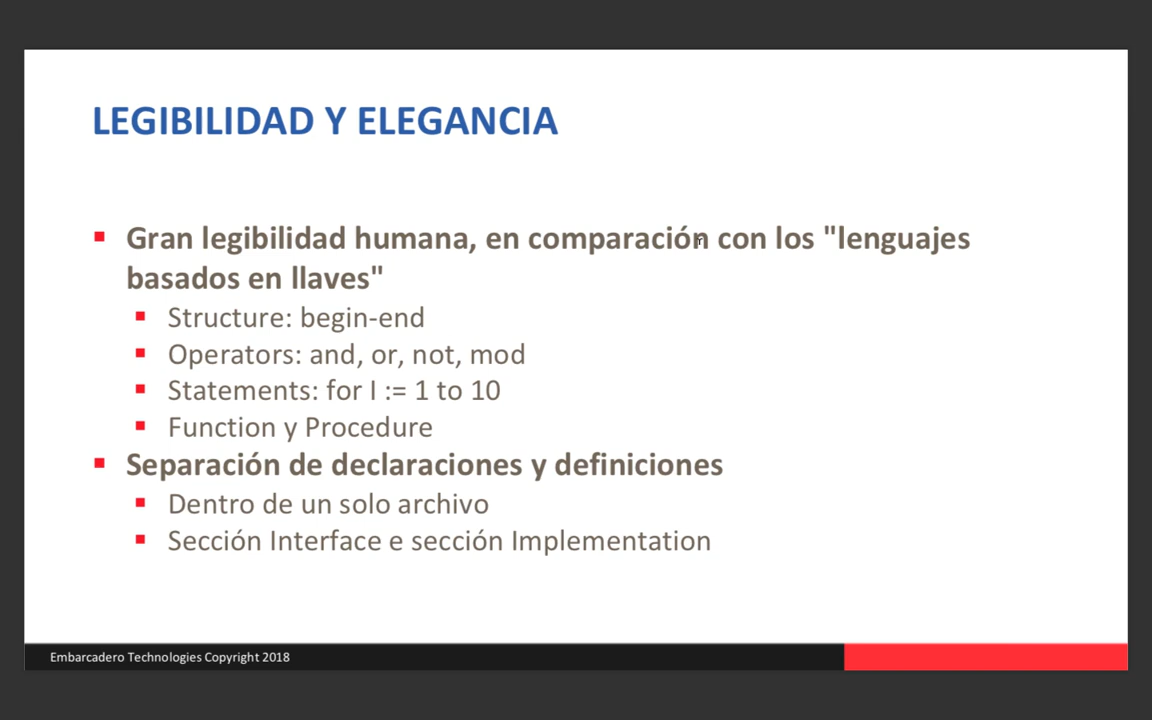 LEGIBILIDAD Y ELEGANCIA
Gran legibilidad humana, en comparación con los "lenguajes
basados en llaves"
Structure: begin-end
Operators: and, or, not, mod
Statements: for I := 1 to 10
Function y Procedure
Separación de declaraciones y definiciones
Dentro de un solo archivo
Sección Interface e sección Implementation
Embarcadero Technologies Copyright 2018